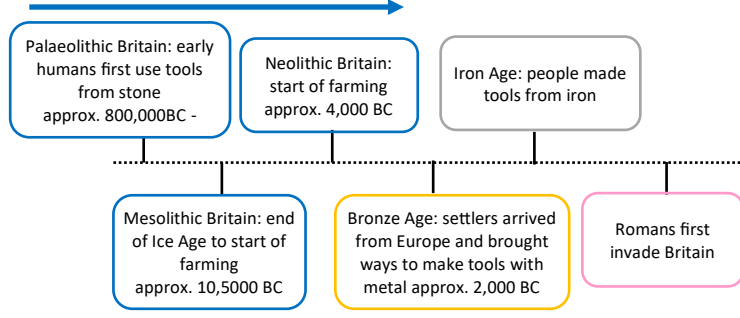 Palaeolithic Britain: early
humans first use tools
from stone
approx. 800,000BC -
Neolithic Britain:
start of farming
approx. 4,000 BC
Iron Age: people made
tools from iron
Mesolithic Britain: end
of Ice Age to start of
farming
approx. 10,5000 BC
Bronze Age: settlers arrived
from Europe and brought
ways to make tools with
metal approx. 2,000 BC
Romans first
invade Britain